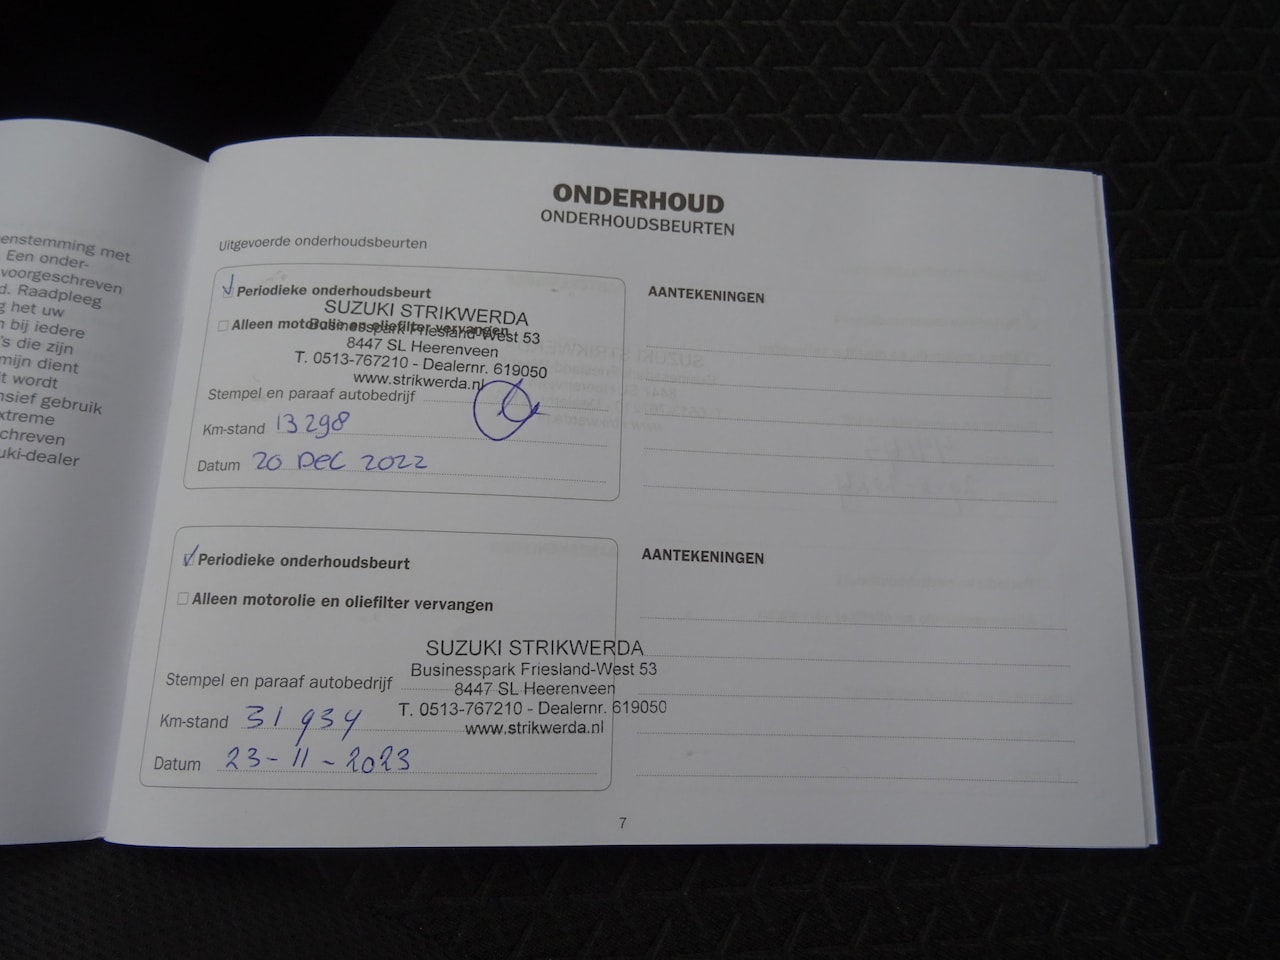 enstemming met
Een onder-
voorgeschreven
d. Raadpleeg
g het uw
n bij iedere
's die zijn
mijn dient
t wordt
nsief gebruik
xtreme
chreven
uki-dealer
ONDERHOUD
ONDERHOUDSBEURTEN
Uitgevoerde onderhoudsbeurten
Periodieke onderhoudsbeurt
SUZUKI STRIKWERDA
Alleen motorolie en oliefilter vervangen
Businesspark Friesland-West 53
8447 SL Heerenveen
T. 0513-767210 - Dealernr. 619050
www.strikwerda.nl
Stempel en paraaf autobedrijf
Km-stand 13298
Datum 20 DEC 2022
AANTEKENINGEN
Periodieke onderhoudsbeurt
Alleen motorolie en oliefilter vervangen
SUZUKI STRIKWERDA
Businesspark Friesland-West 53
Stempel en paraaf autobedrijf
8447 SL Heerenveen
T. 0513-767210 - Dealernr. 619050
Km-stand 31934
www.strikwerda.nl
Datum 23-11-2023
AANTEKENINGEN
7